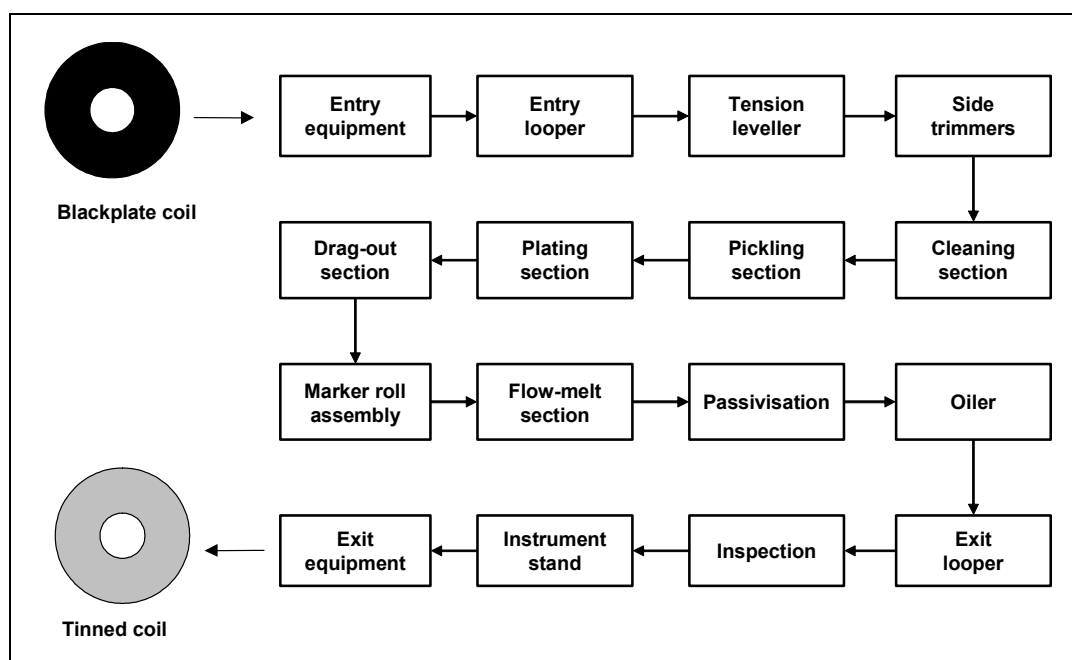 Blackplate coil
Entry
equipment
Entry
looper
Tension
leveller
Side
trimmers
Cleaning
section
Pickling
section
Plating
section
Drag-out
section
Marker roll
assembly
Flow-melt
section
Passivisation
Oiler
Exit
looper
Inspection
Instrument
stand
Exit
equipment
Tinned coil